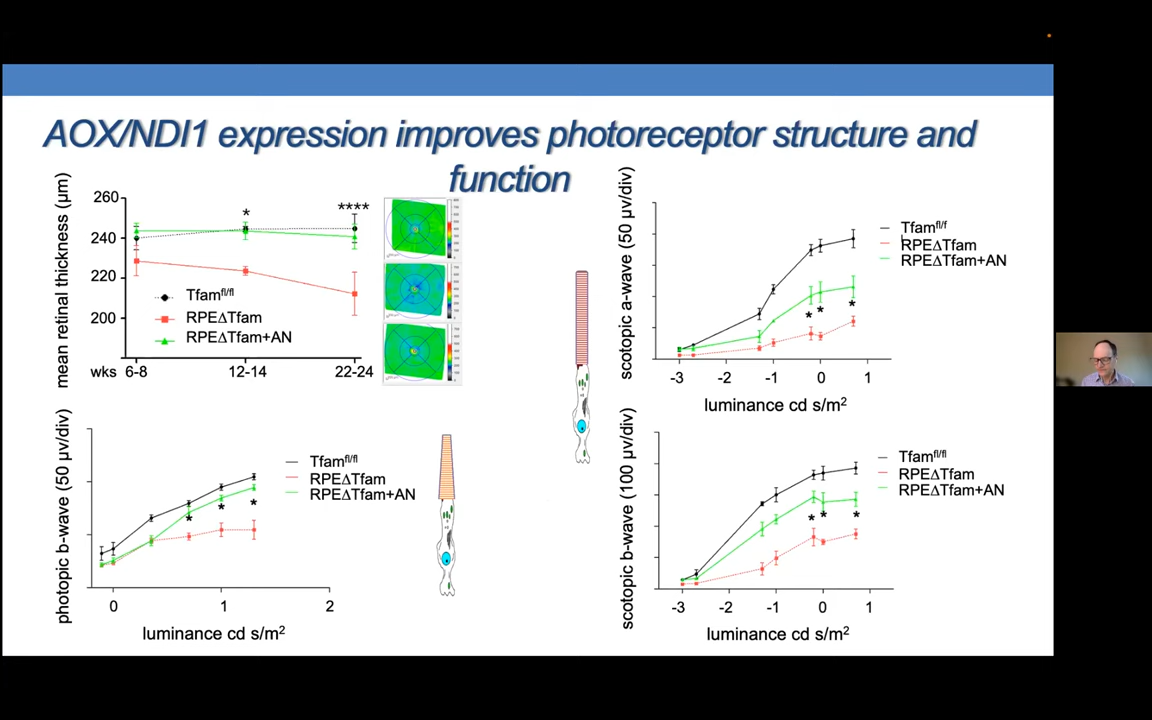 AOX/NDI1 expression improves photoreceptor structure and
function
mean retinal thickness (μm)
260
240
220
200
*
****
Tfamfl/fl
RPEΔTfam
RPEΔTfam+AN
wks 6-8 12-14 22-24
scotopic a-wave (50 μv/div)
Tfamfl/f
RPEΔTfam
RPEΔTfam+AN
* * *
-3 -2 -1 0 1
luminance cd s/m2
photopic b-wave (50 μv/div)
Tfamfl/fl
RPEΔTfam
RPEΔTfam+AN
* * *
0 1 2
luminance cd s/m2
scotopic b-wave (100 μv/div)
Tfamfl/fl
RPEΔTfam
RPEΔTfam+AN
* * *
-3 -2 -1 0 1
luminance cd s/m2